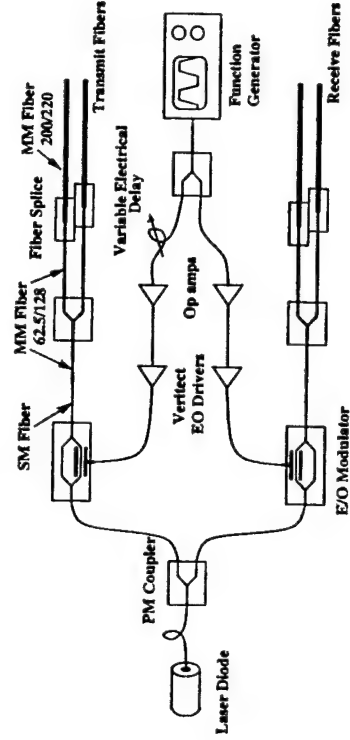 MM Fiber
200/220
Transmit Fibers
Fiber Splice
MM Fiber
62.5/128
SM Fiber
Variable Electrical
Delay
Function
Generator
Op amps
Veritect
EO Drivers
PM Coupler
Laser Diode
E/O Modulator
Receive Fibers